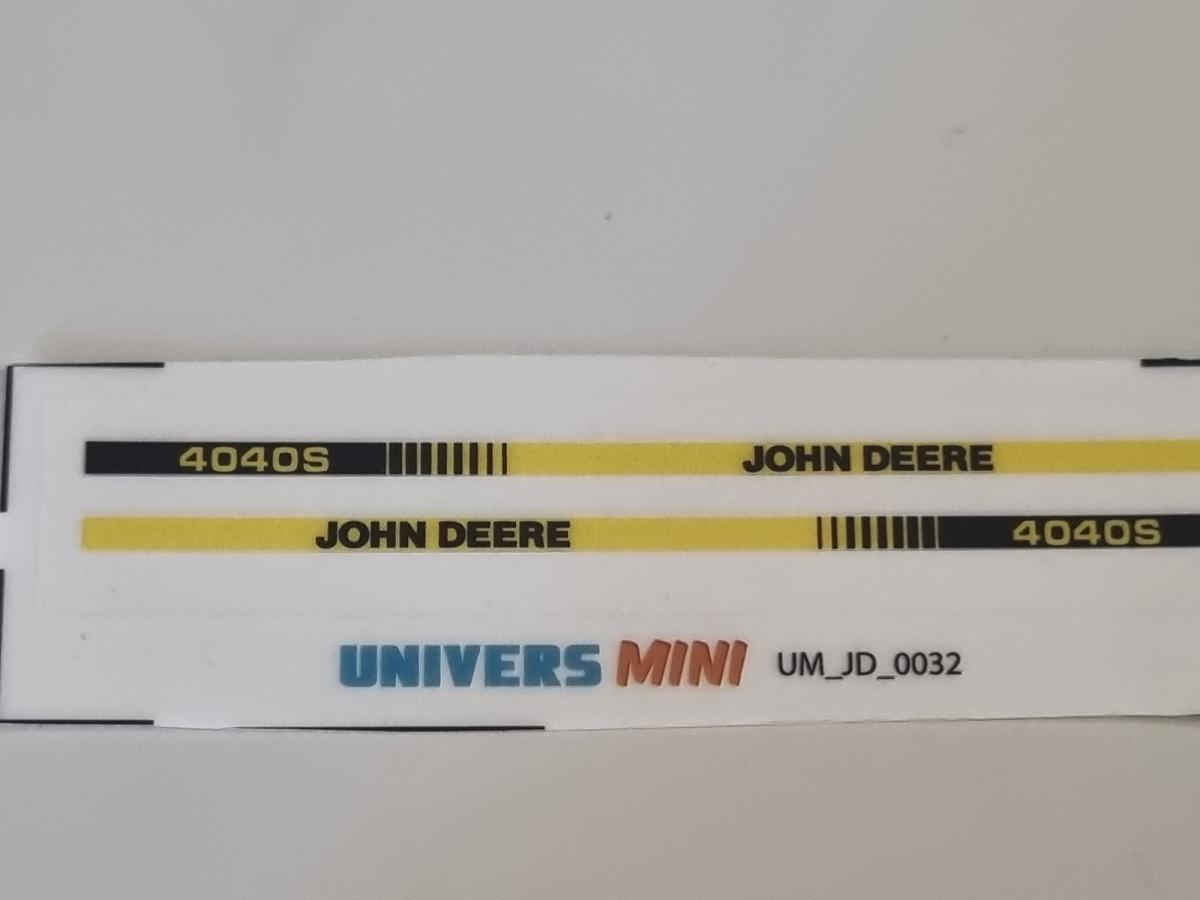 4040S JOHN DEERE
JOHN DEERE 4040S
UNIVERS MINI UM_JD_0032